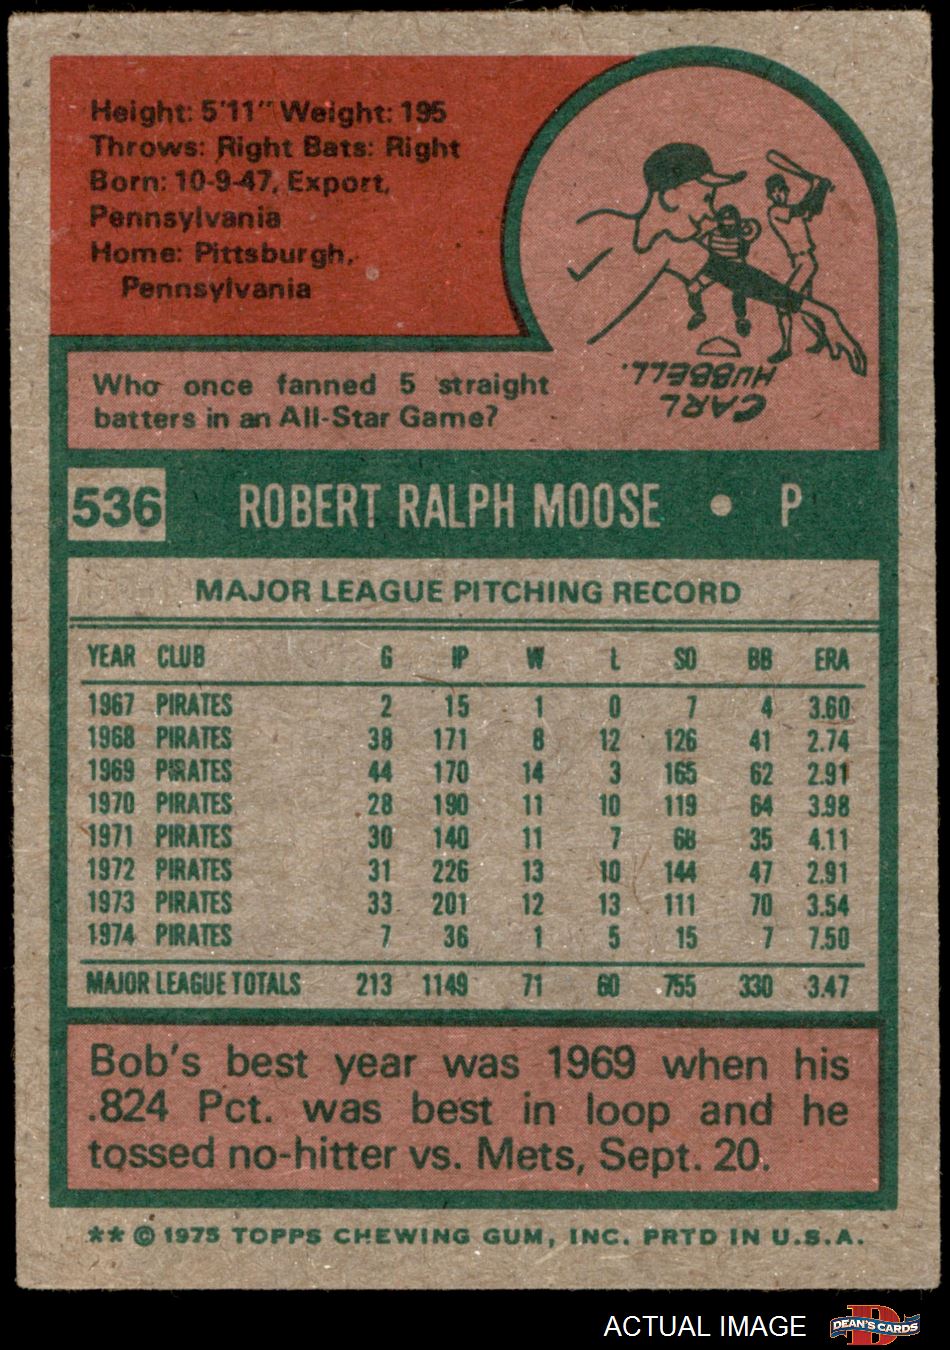 Height: 5'11" Weight: 195
Throws: Right Bats: Right
Born: 10-9-47, Export,
Pennsylvania
Home: Pittsburgh,
Pennsylvania
Who once fanned 5 straight
batters in an All-Star Game?
CARL
HUBBELL.
536 ROBERT RALPH MOOSE • P
MAJOR LEAGUE PITCHING RECORD
YEAR CLUB G IP W L SO BB ERA
1967 PIRATES 2 15 1 0 7 4 3.60
1968 PIRATES 38 171 8 12 126 41 2.74
1969 PIRATES 44 170 14 3 165 62 2.91
1970 PIRATES 28 190 11 10 119 64 3.98
1971 PIRATES 30 140 11 7 68 35 4.11
1972 PIRATES 31 226 13 10 144 47 2.91
1973 PIRATES 33 201 12 13 111 70 3.54
1974 PIRATES 7 36 1 5 15 7 7.50
MAJOR LEAGUE TOTALS 213 1149 71 60 755 330 3.47
Bob's best year was 1969 when his
.824 Pct. was best in loop and he
tossed no-hitter vs. Mets, Sept. 20.
** © 1975 TOPPS CHEWING GUM, INC. PRTD IN U.S.A.
ACTUAL IMAGE
D
DEAN'S CARDS